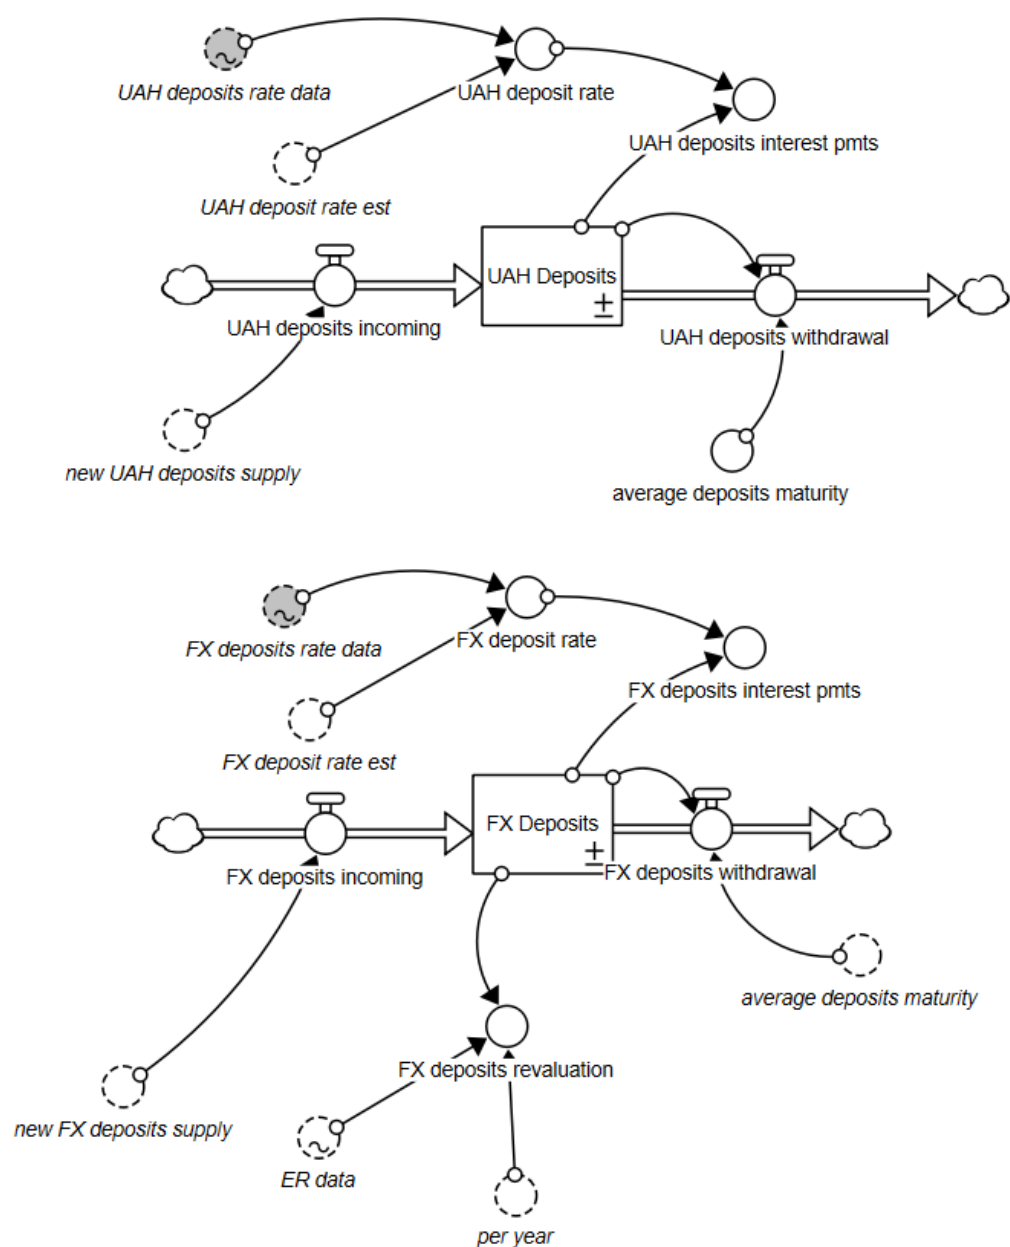 UAH deposits rate data
UAH deposit rate
UAH deposits interest pmts
UAH deposit rate est
UAH Deposits
±
UAH deposits incoming
UAH deposits withdrawal
new UAH deposits supply
average deposits maturity
FX deposits rate data
FX deposit rate
FX deposits interest pmts
FX deposit rate est
FX Deposits
±
FX deposits incoming
FX deposits withdrawal
average deposits maturity
FX deposits revaluation
new FX deposits supply
ER data
per year